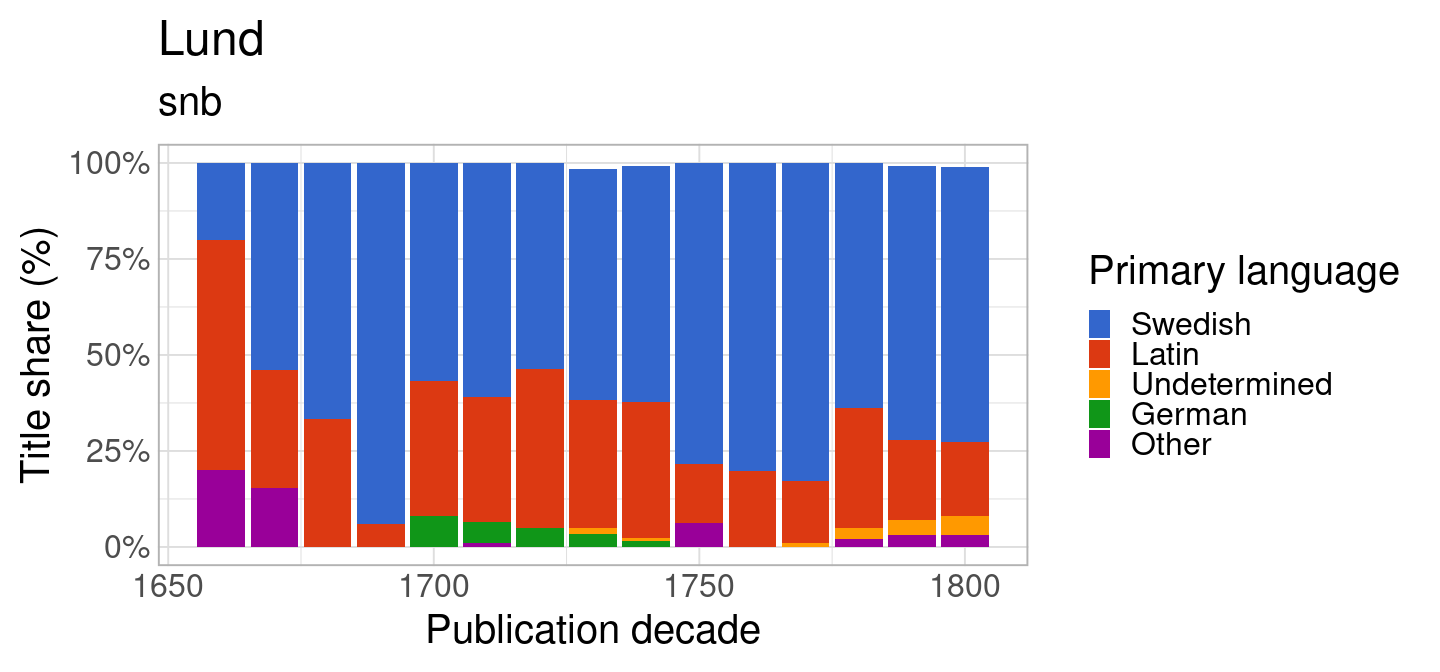 Lund
snb
Title share (%)
100%
75%
50%
25%
0%
1650
1700
1750
1800
Publication decade
Primary language
Swedish
Latin
Undetermined
German
Other